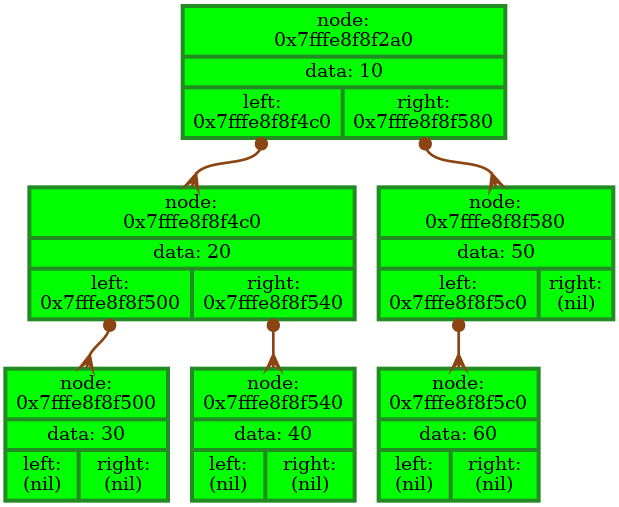 node:
0x7fffe8f8f2a0
data: 10
left:
0x7fffe8f8f4c0
right:
0x7fffe8f8f580
node:
0x7fffe8f8f4c0
data: 20
left:
0x7fffe8f8f500
right:
0x7fffe8f8f540
node:
0x7fffe8f8f580
data: 50
left:
0x7fffe8f8f5c0
right:
(nil)
node:
0x7fffe8f8f500
data: 30
left:
(nil)
right:
(nil)
node:
0x7fffe8f8f540
data: 40
left:
(nil)
right:
(nil)
node:
0x7fffe8f8f5c0
data: 60
left:
(nil)
right:
(nil)